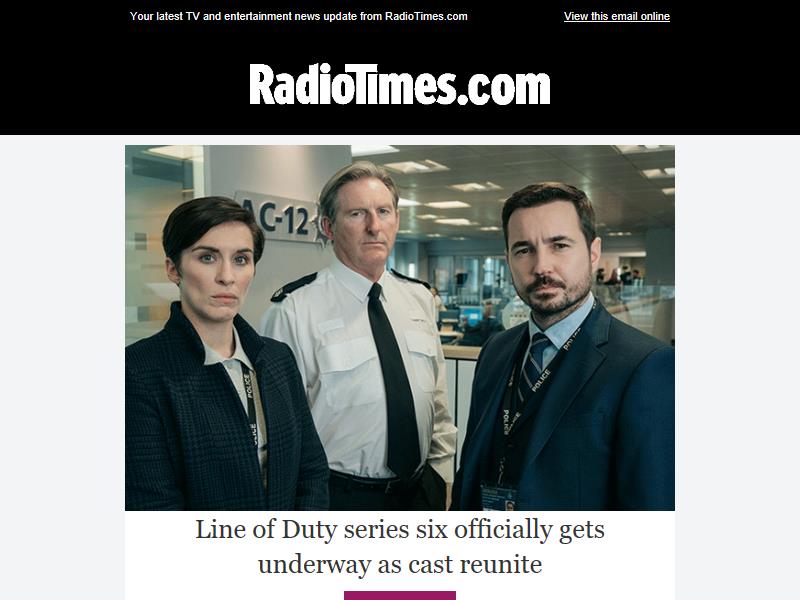 Your latest TV and entertainment news update from RadioTimes.com
View this email online
RadioTimes.com
AC-12
POLICE
POLICE
POLICE
POLICE
Line of Duty series six officially gets
underway as cast reunite